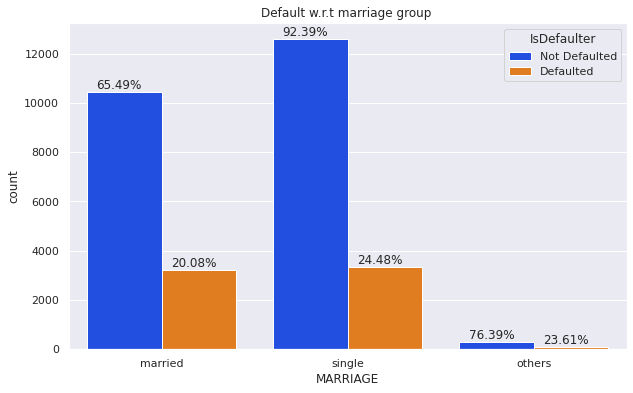 Default w.r.t marriage group
IsDefaulter
Not Defaulted
Defaulted
count
12000
10000
8000
6000
4000
2000
0
65.49%
20.08%
92.39%
24.48%
76.39%
23.61%
married
single
others
MARRIAGE